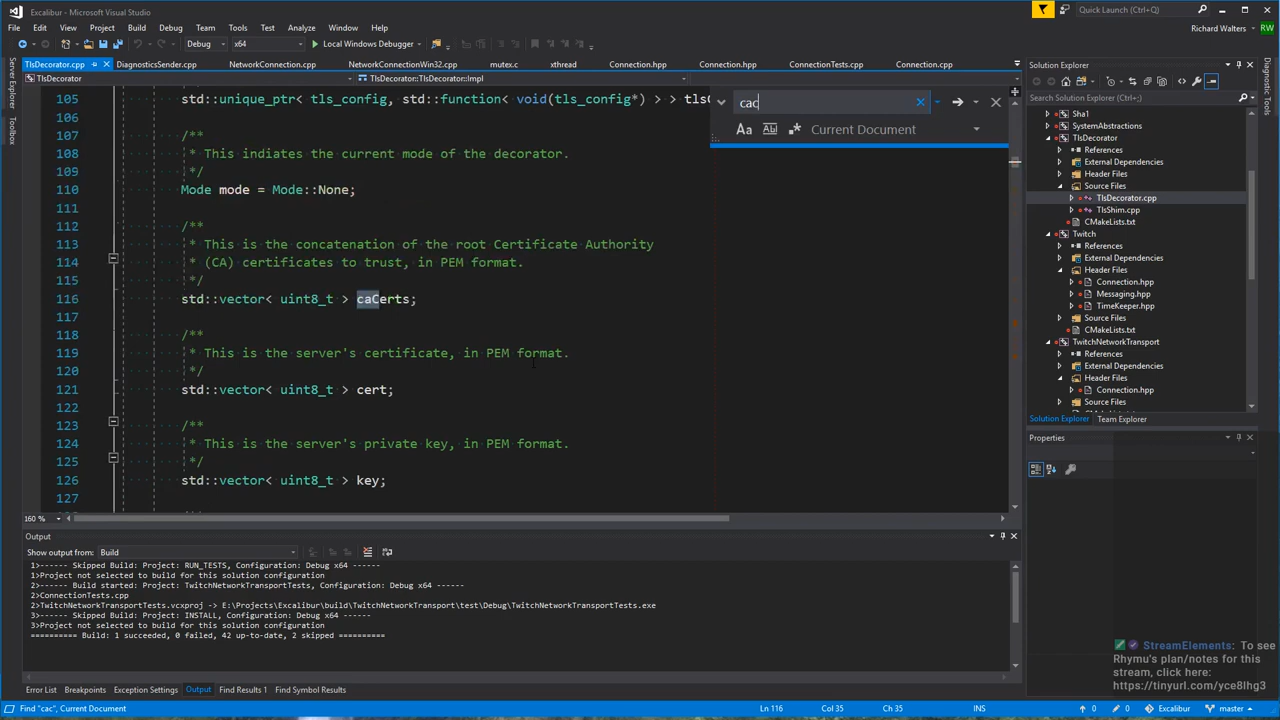 Excalibur - Microsoft Visual Studio
Quick Launch (Ctrl+Q)
File Edit View Project Build Debug Team Tools Test Analyze Window Help
Richard Walters RW
Debug x64 Local Windows Debugger
TlsDecorator.cpp DiagnosticsSender.cpp NetworkConnection.cpp NetworkConnectionWin32.cpp mutex.c xthread Connection.hpp Connection.hpp ConnectionTests.cpp Connection.cpp
TlsDecorator TlsDecorator::TlsDecorator::Impl
Server Explorer
Toolbox
cac
Aa Ab Current Document
105 std::unique_ptr< tls_config, std::function< void(tls_config*) > > tlsC
106
107 /**
108 * This indiates the current mode of the decorator.
109 */
110 Mode mode = Mode::None;
111
112 /**
113 * This is the concatenation of the root Certificate Authority
114 * (CA) certificates to trust, in PEM format.
115 */
116 std::vector< uint8_t > caCerts;
117
118 /**
119 * This is the server's certificate, in PEM format.
120 */
121 std::vector< uint8_t > cert;
122
123 /**
124 * This is the server's private key, in PEM format.
125 */
126 std::vector< uint8_t > key;
127
160 %
Solution Explorer
Search Solution Explorer (Ctrl+;)
Sha1
SystemAbstractions
TlsDecorator
References
External Dependencies
Header Files
Source Files
TlsDecorator.cpp
TlsShim.cpp
CMakeLists.txt
Twitch
References
External Dependencies
Header Files
Connection.hpp
Messaging.hpp
TimeKeeper.hpp
Source Files
CMakeLists.txt
TwitchNetworkTransport
References
External Dependencies
Header Files
Connection.hpp
Source Files
Solution Explorer Team Explorer
Properties
Diagnostic Tools
Output
Show output from: Build
1>------ Skipped Build: Project: RUN_TESTS, Configuration: Debug x64 ------
1>Project not selected to build for this solution configuration
2>------ Build started: Project: TwitchNetworkTransportTests, Configuration: Debug x64 ------
2>ConnectionTests.cpp
2>TwitchNetworkTransportTests.vcxproj -> E:\Projects\Excalibur\build\TwitchNetworkTransport\test\Debug\TwitchNetworkTransportTests.exe
3>------ Skipped Build: Project: INSTALL, Configuration: Debug x64 ------
3>Project not selected to build for this solution configuration
========== Build: 1 succeeded, 0 failed, 42 up-to-date, 2 skipped ==========
StreamElements: To see
Rhymu's plan/notes for this
stream, click here:
https://tinyurl.com/yce8lhg3
Error List Breakpoints Exception Settings Output Find Results 1 Find Symbol Results
Find "cac", Current Document Ln 116 Col 35 Ch 35 INS 0 0 Excalibur master